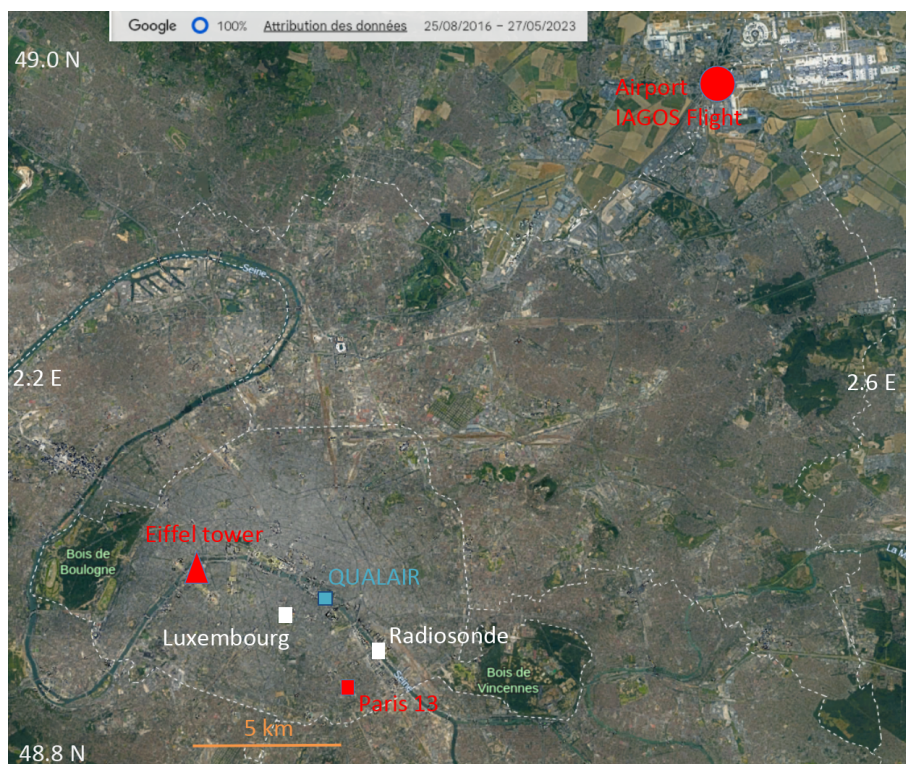 Google 100% Attribution des données 25/08/2016 – 27/05/2023
49.0 N
Airport
IAGOS Flight
Seine
2.2 E
2.6 E
Eiffel tower
Bois de
Boulogne
QUALAIR
Luxembourg
Radiosonde
Bois de
Vincennes
Seine
Paris 13
5 km
48.8 N